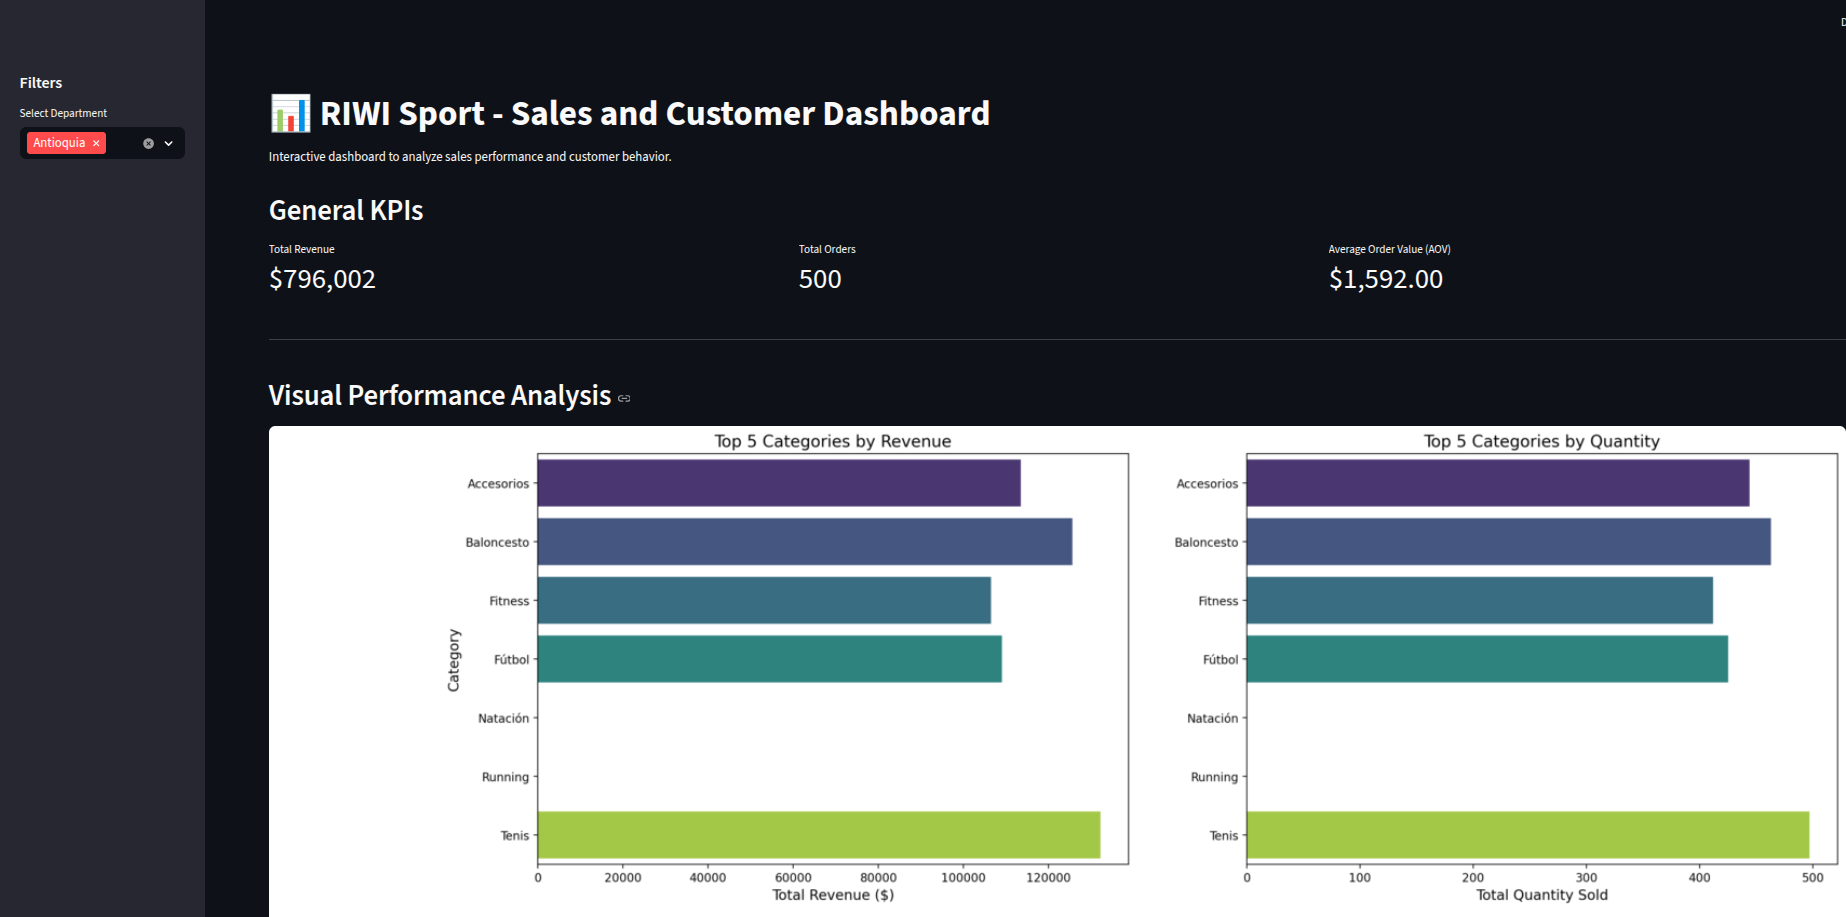 D
Filters
Select Department
Antioquia ×
📊 RIWI Sport - Sales and Customer Dashboard
Interactive dashboard to analyze sales performance and customer behavior.
General KPIs
Total Revenue
$796,002
Total Orders
500
Average Order Value (AOV)
$1,592.00
Visual Performance Analysis
Top 5 Categories by Revenue
Category
Accesorios
Baloncesto
Fitness
Fútbol
Natación
Running
Tenis
0 20000 40000 60000 80000 100000 120000
Total Revenue ($)
Top 5 Categories by Quantity
Accesorios
Baloncesto
Fitness
Fútbol
Natación
Running
Tenis
0 100 200 300 400 500
Total Quantity Sold